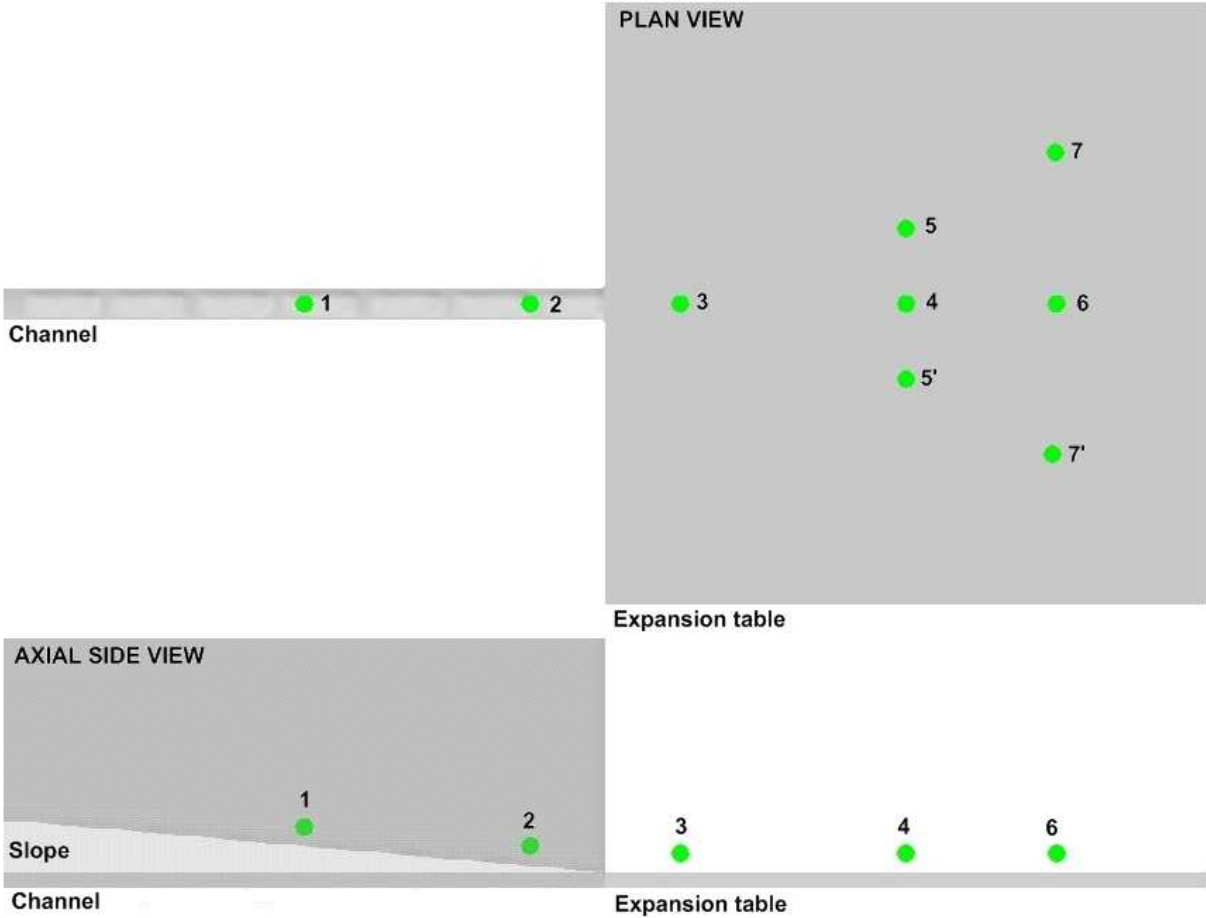 PLAN VIEW
7
5
1
2
3
4
6
Channel
5'
7'
Expansion table
AXIAL SIDE VIEW
1
2
3
4
6
Slope
Channel
Expansion table